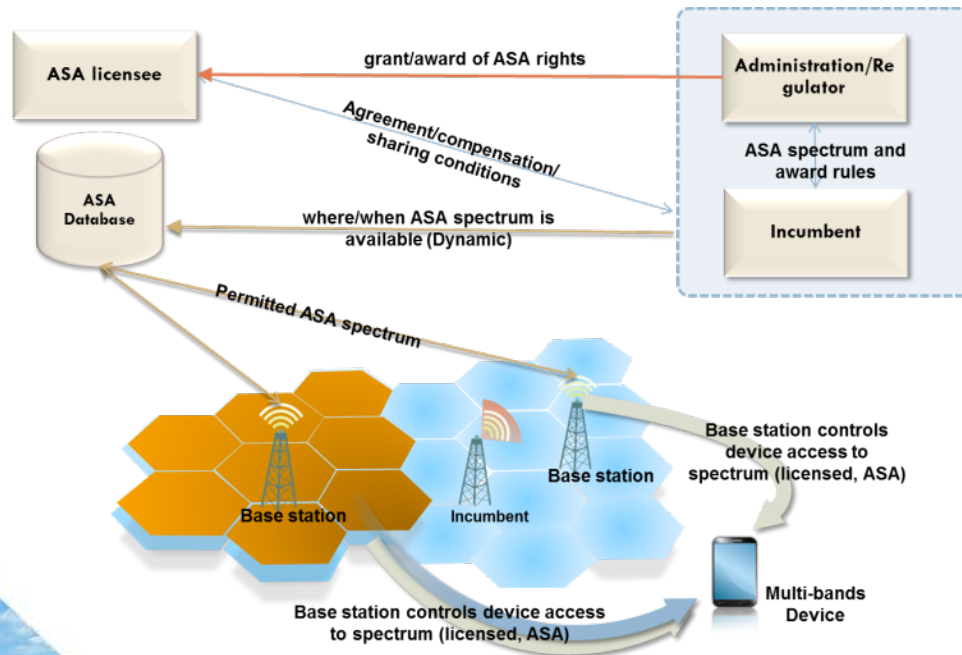 ASA licensee
grant/award of ASA rights
Administration/Re
gulator
Agreement/compensation/
sharing conditions
ASA spectrum and
award rules
ASA
Database
where/when ASA spectrum is
available (Dynamic)
Incumbent
Permitted ASA spectrum
Base station controls
device access to
spectrum (licensed, ASA)
Base station
Base station
Incumbent
Multi-bands
Device
Base station controls device access
to spectrum (licensed, ASA)